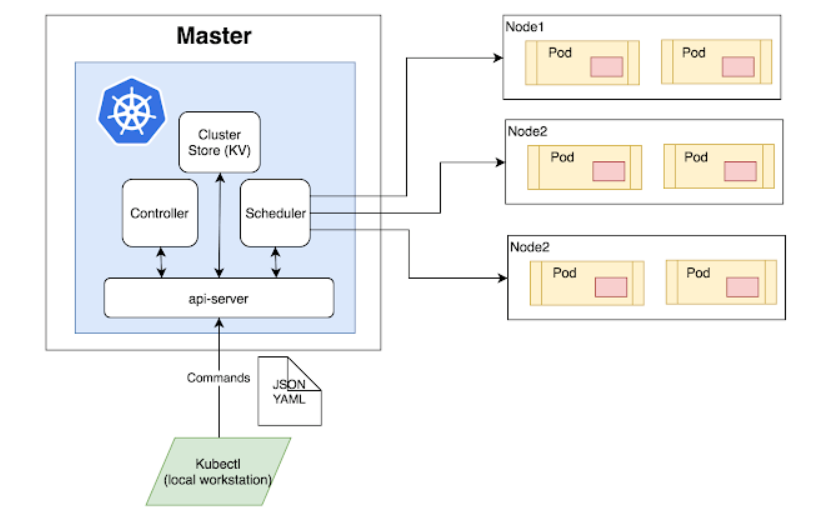 Master
Cluster
Store (KV)
Controller
Scheduler
api-server
Commands
JSON
YAML
Kubectl
(local workstation)
Node1
Pod
Pod
Node2
Pod
Pod
Node2
Pod
Pod